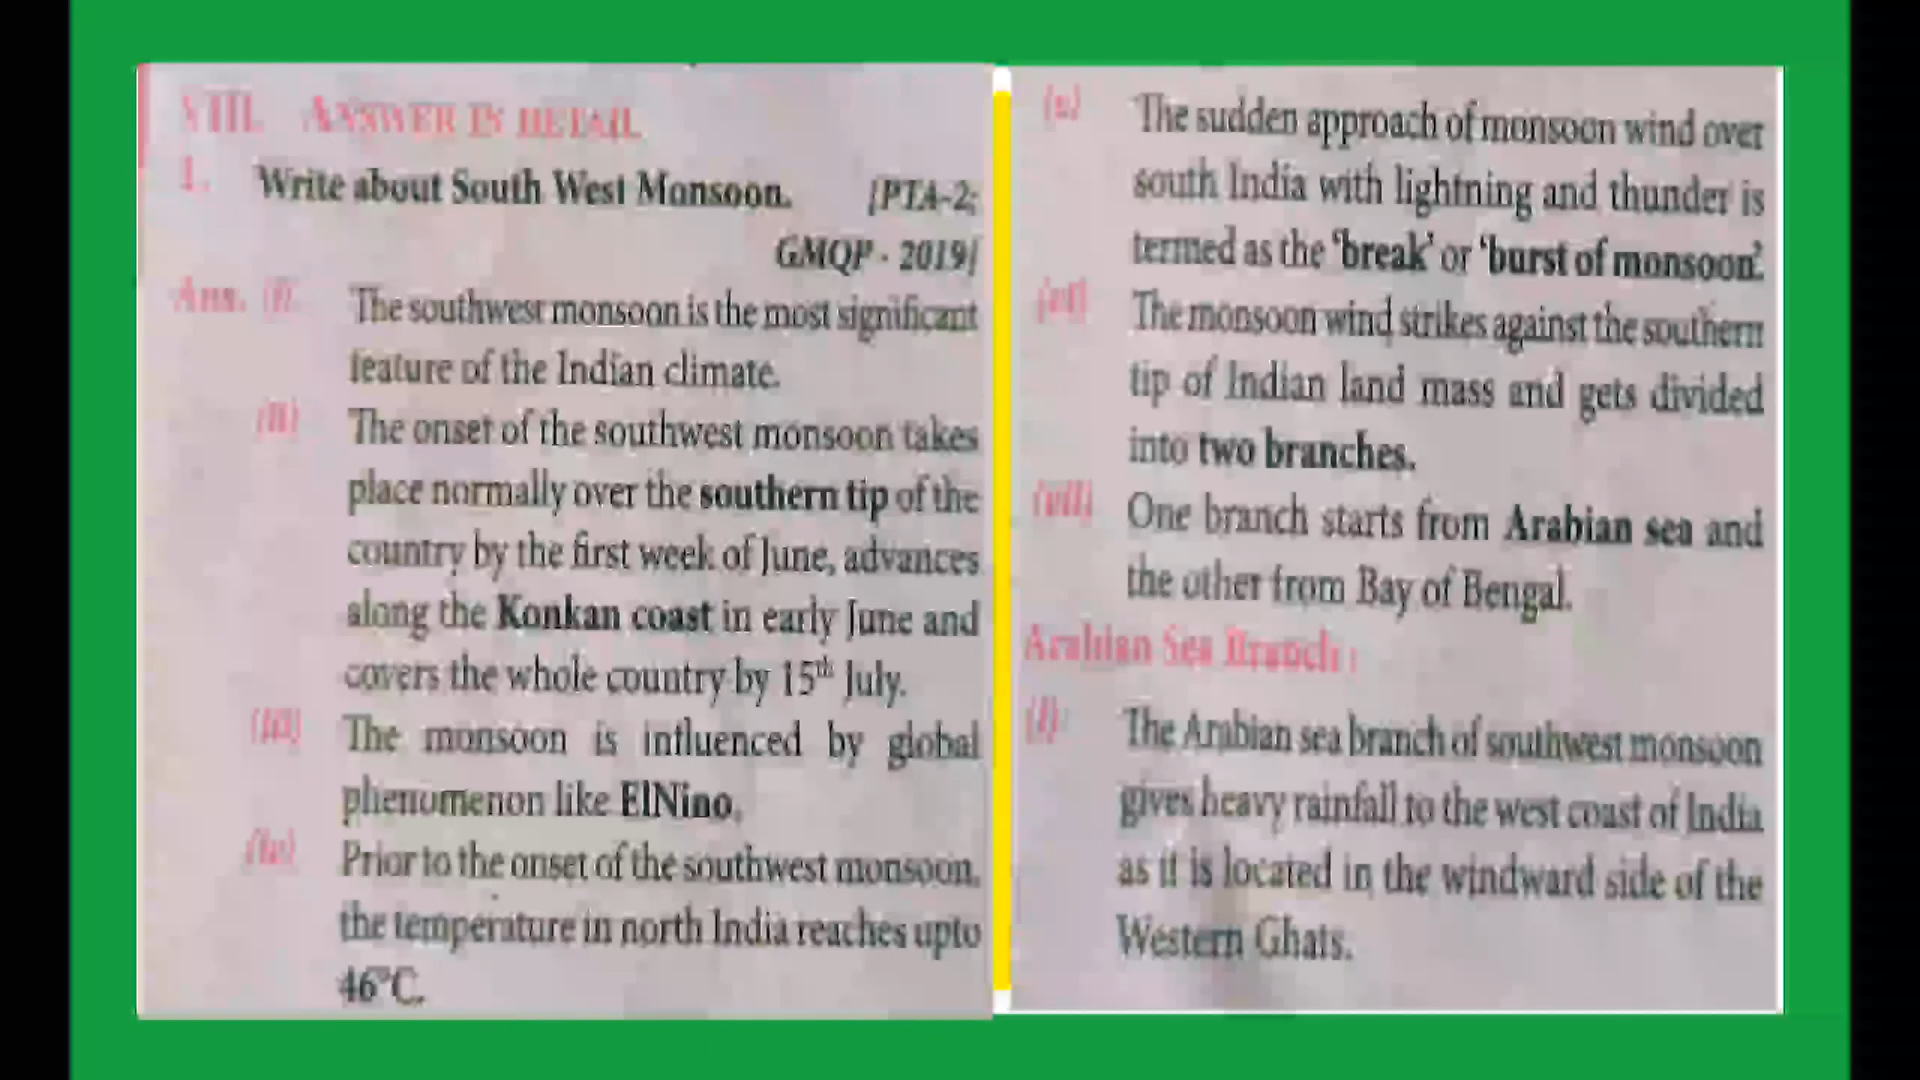 VIII. ANSWER IN DETAIL
1. Write about South West Monsoon. [PTA-2;
GMQP - 2019]
Ans. (i) The southwest monsoon is the most significant
feature of the Indian climate.
(ii) The onset of the southwest monsoon takes
place normally over the southern tip of the
country by the first week of June, advances
along the Konkan coast in early June and
covers the whole country by 15th July.
(iii) The monsoon is influenced by global
phenomenon like ElNino.
(iv) Prior to the onset of the southwest monsoon,
the temperature in north India reaches upto
46°C.
(v) The sudden approach of monsoon wind over
south India with lightning and thunder is
termed as the 'break' or 'burst of monsoon'.
(vi) The monsoon wind strikes against the southern
tip of Indian land mass and gets divided
into two branches.
(vii) One branch starts from Arabian sea and
the other from Bay of Bengal.
Arabian Sea Branch :
(i) The Arabian sea branch of southwest monsoon
gives heavy rainfall to the west coast of India
as it is located in the windward side of the
Western Ghats.